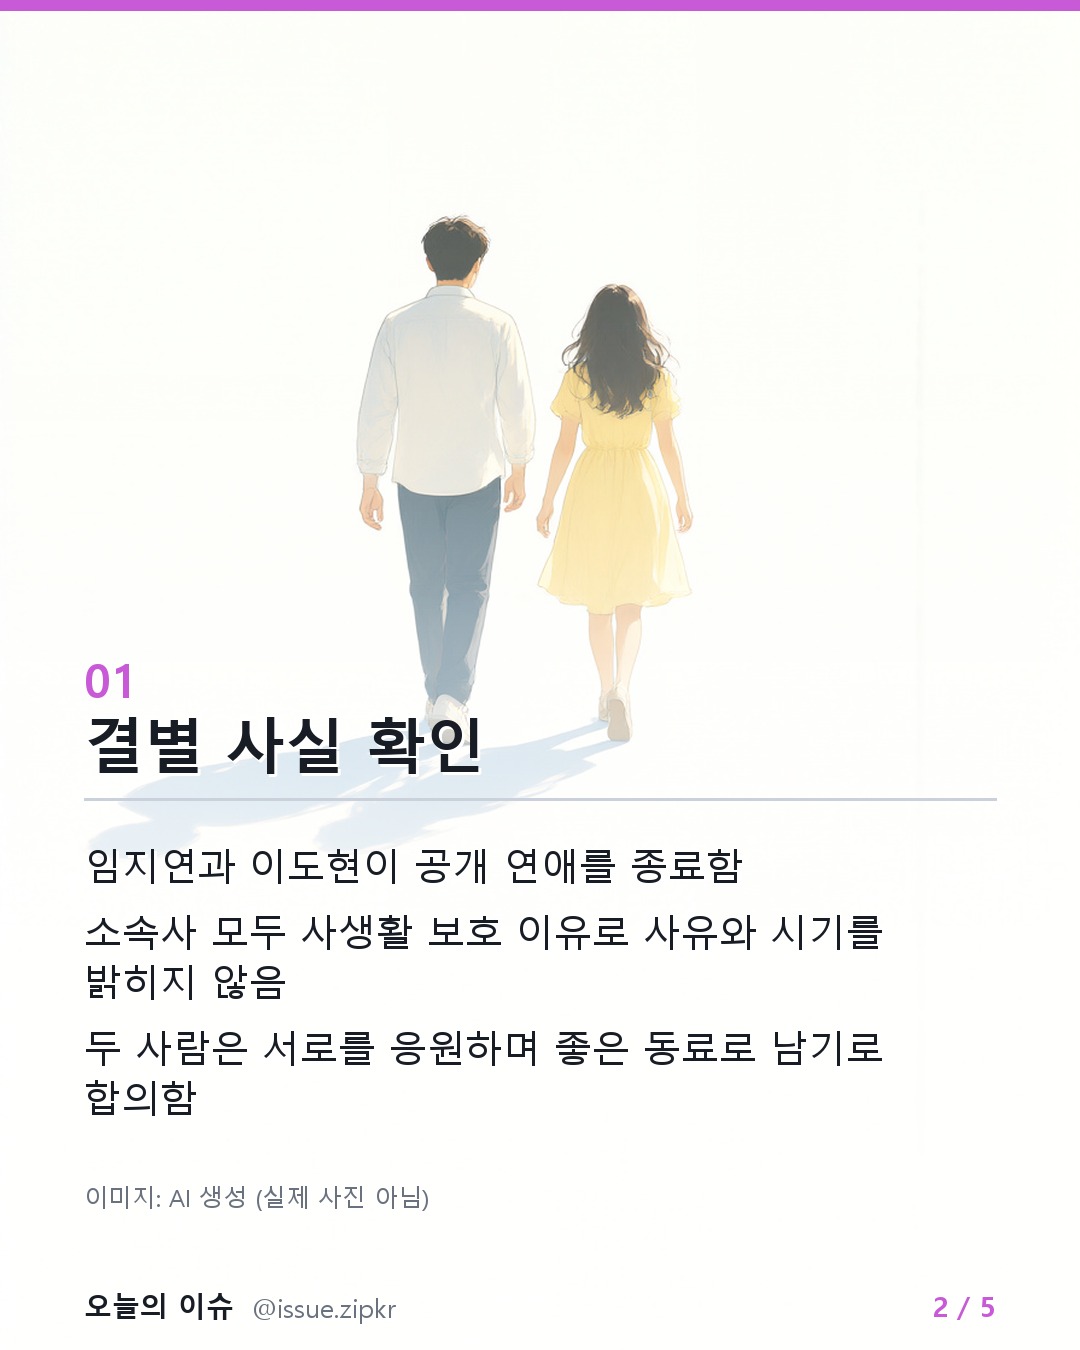 01
결별 사실 확인
임지연과 이도현이 공개 연애를 종료함
소속사 모두 사생활 보호 이유로 사유와 시기를
밝히지 않음
두 사람은 서로를 응원하며 좋은 동료로 남기로
합의함
이미지: AI 생성 (실제 사진 아님)
오늘의 이슈 @issue.zipkr
2 / 5